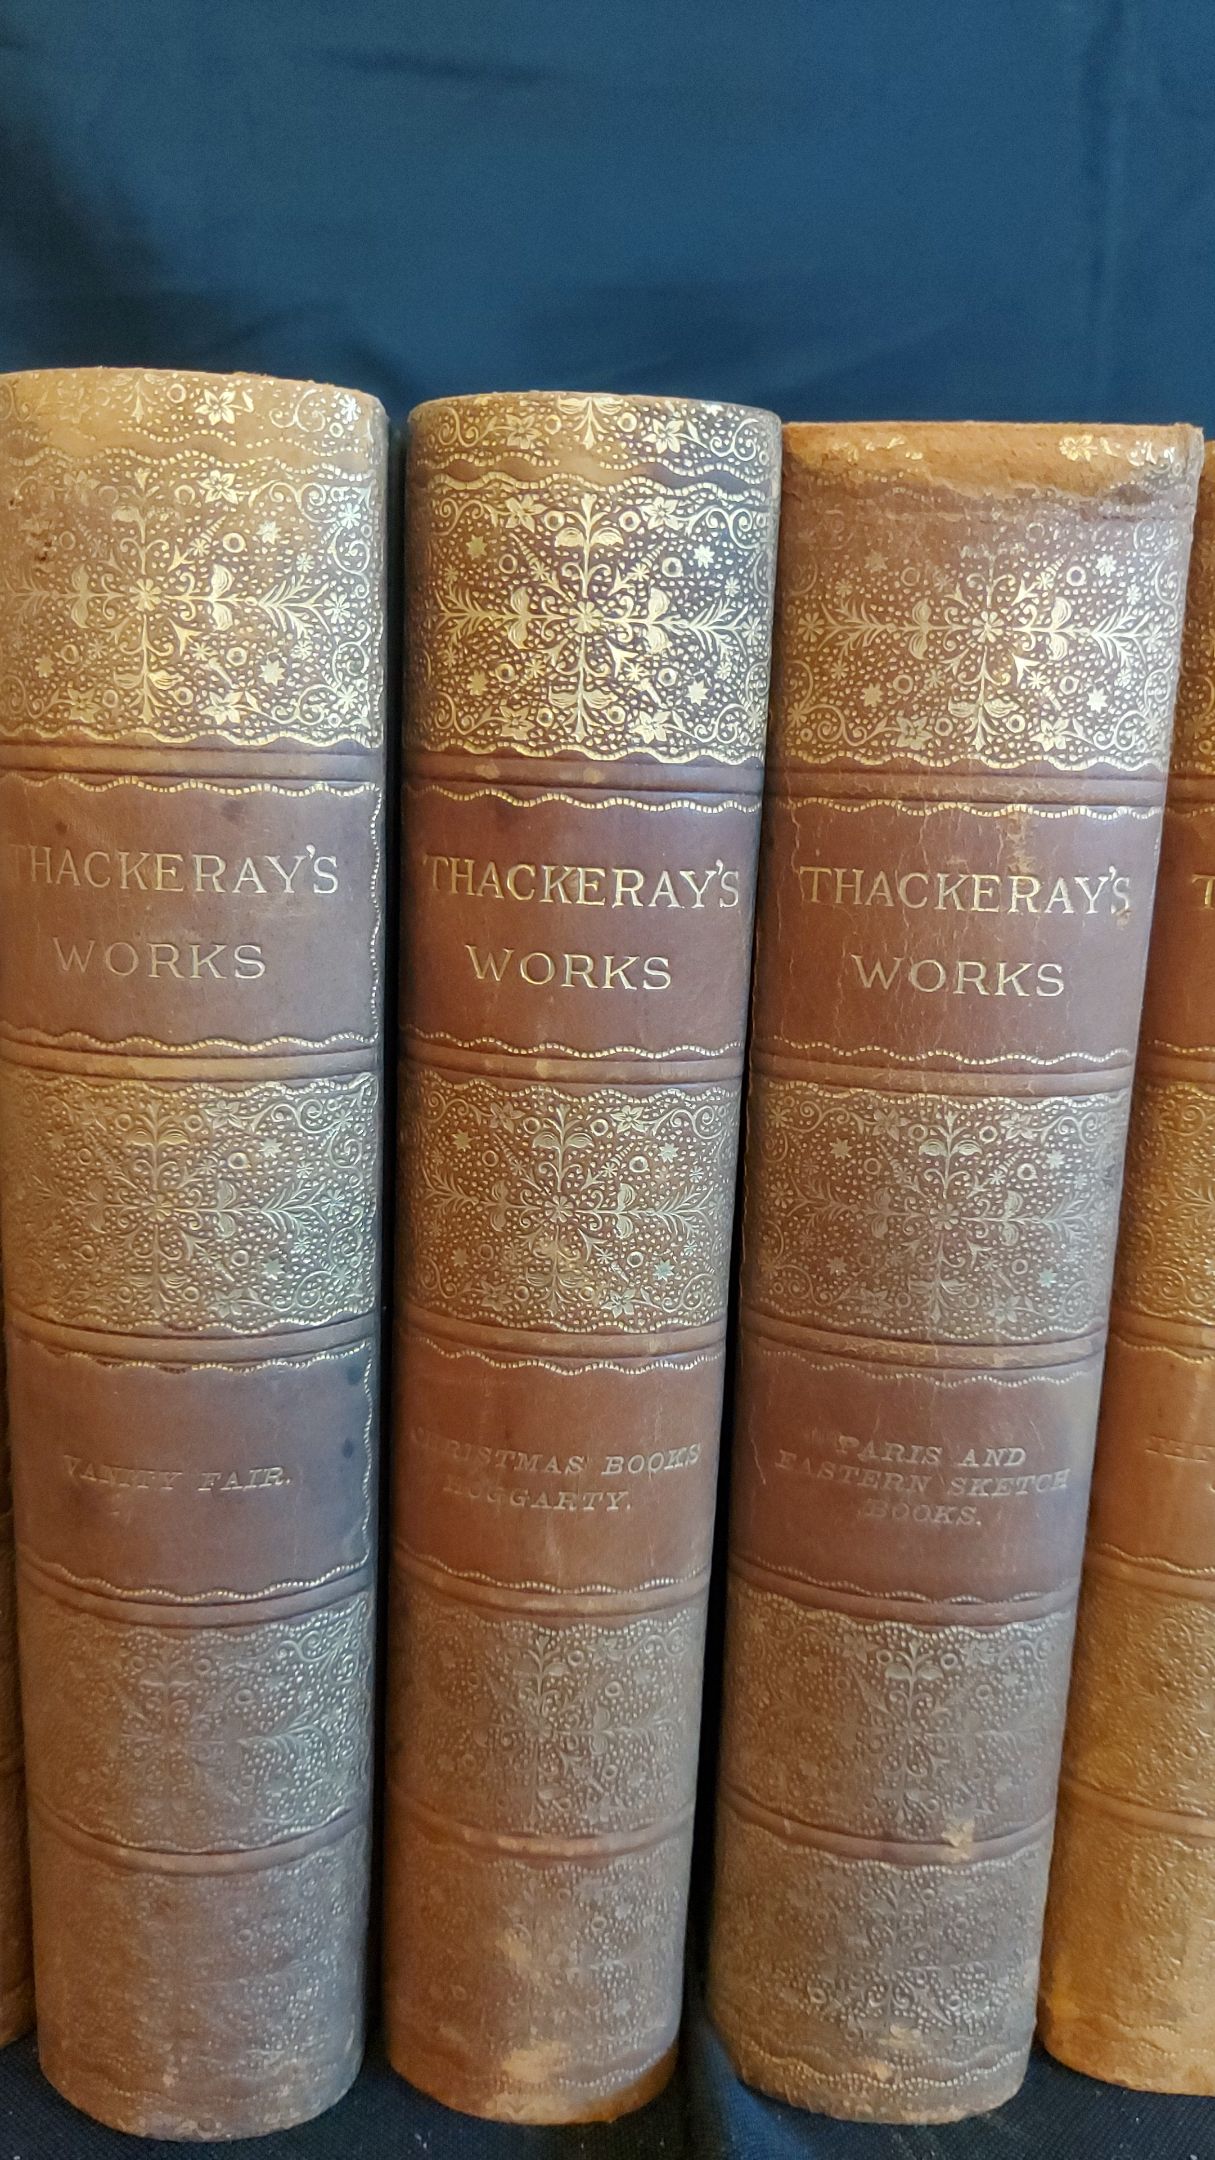 THACKERAY'S
WORKS
VANITY FAIR.
THACKERAY'S
WORKS
CHRISTMAS BOOKS
HOGGARTY.
THACKERAY'S
WORKS
PARIS AND
EASTERN SKETCH
BOOKS.
T